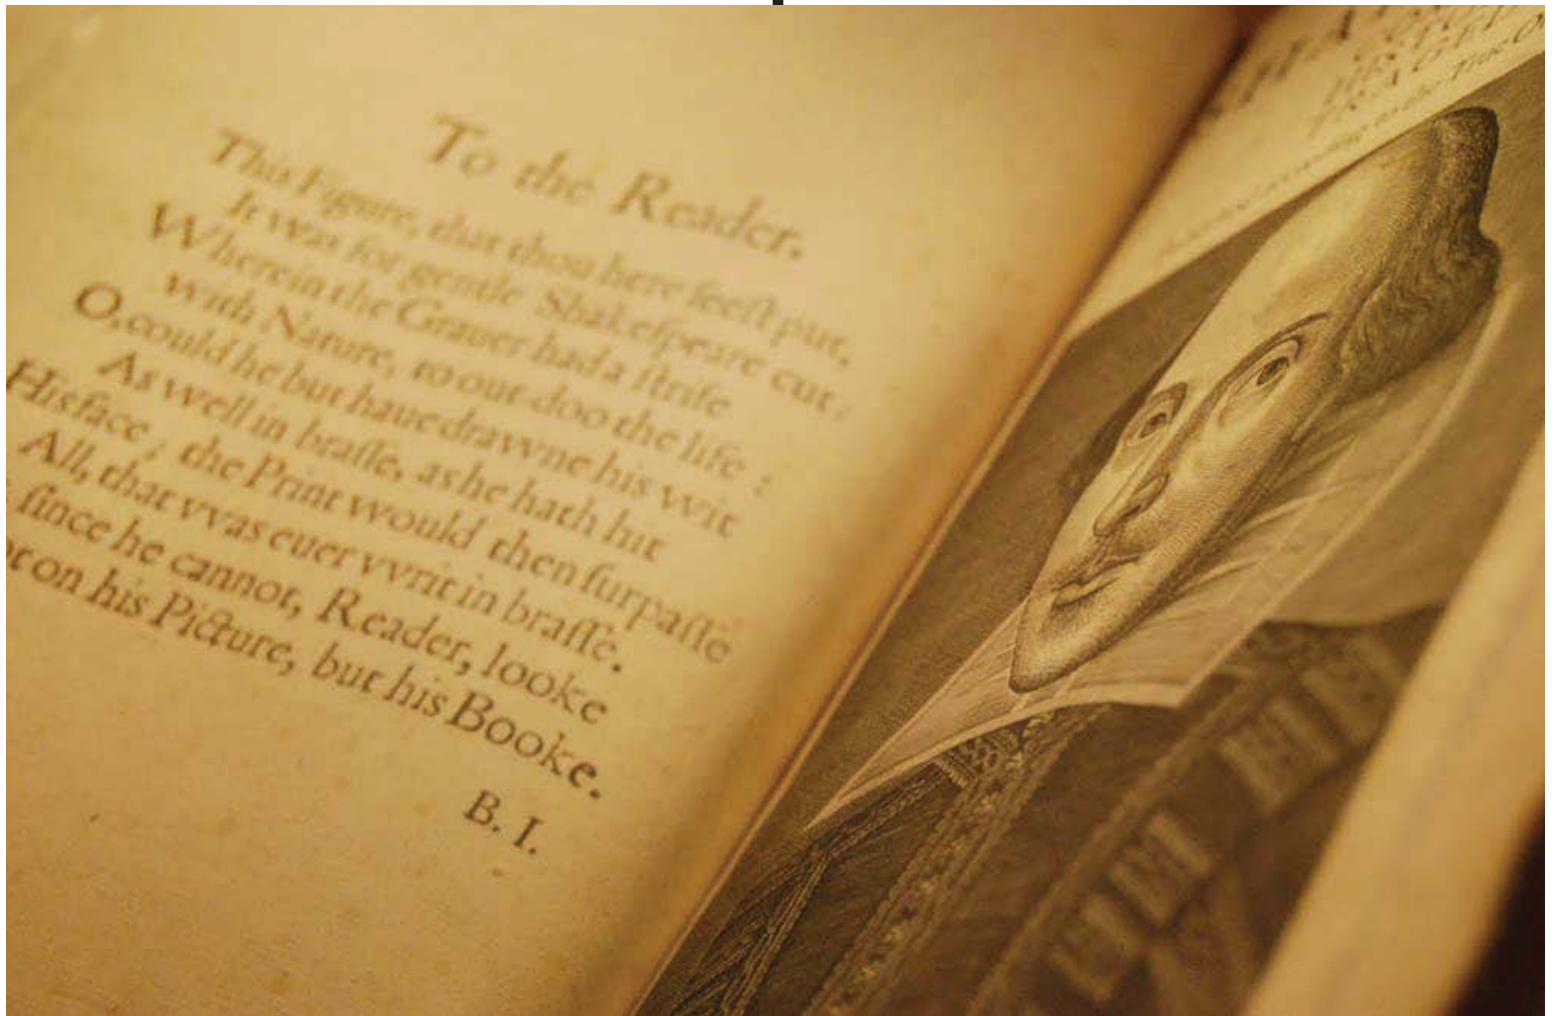 To the Reader.
This Figure, that thou here seeſt put,
It was for gentle Shakeſpeare cut,
Wherein the Grauer had a ſtrife
with Nature, to out-doo the life :
O, could he but haue dravvne his vvit
As vvell in braſſe, as he hath hit
His face ; the Print would then ſurpaſſe
All, that vvas euer vvrit in braſſe.
ſince he cannot, Reader, looke
on his Picture, but his Booke.
B. I.